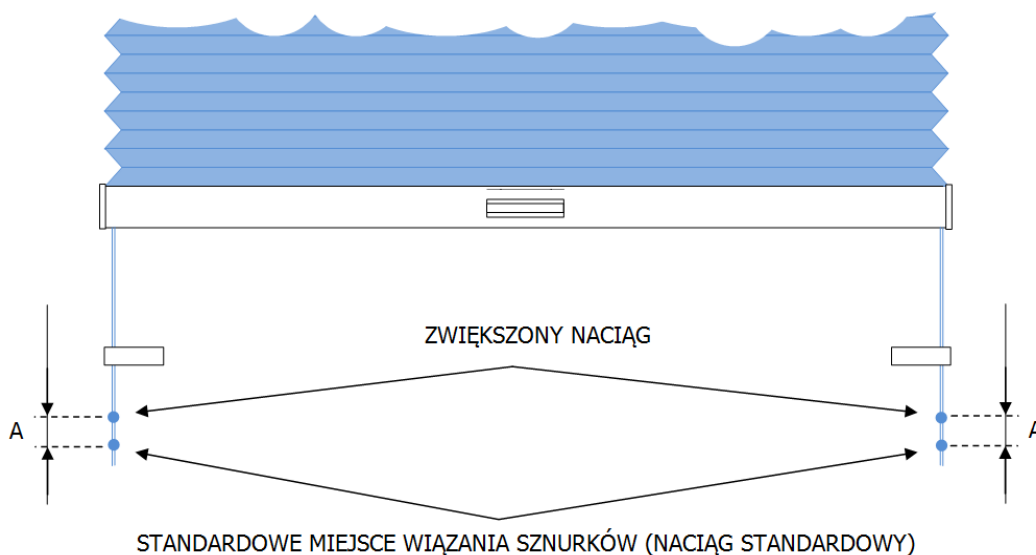 ZWIĘKSZONY NACIĄG
A
A
STANDARDOWE MIEJSCE WIĄZANIA SZNURKÓW (NACIĄG STANDARDOWY)